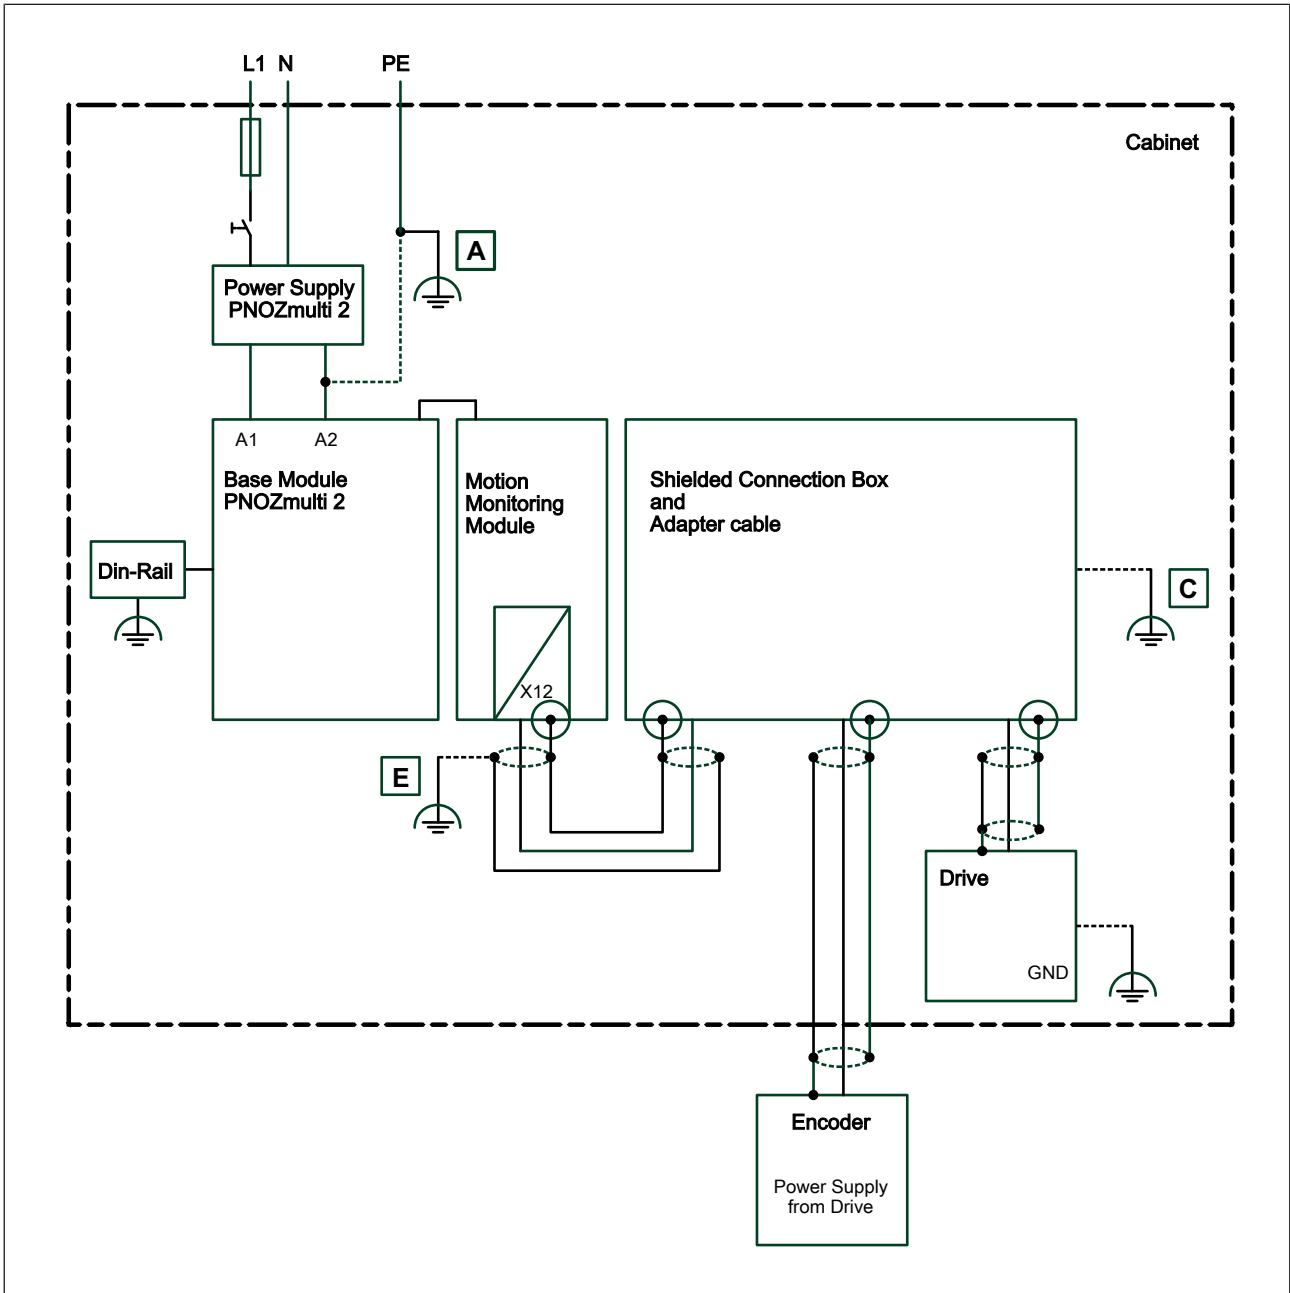 L1 N PE
Cabinet
A
Power Supply
PNOZmulti 2
A1 A2
Base Module
PNOZmulti 2
Motion
Monitoring
Module
Shielded Connection Box
and
Adapter cable
Din-Rail
C
X12
E
Drive
GND
Encoder
Power Supply
from Drive